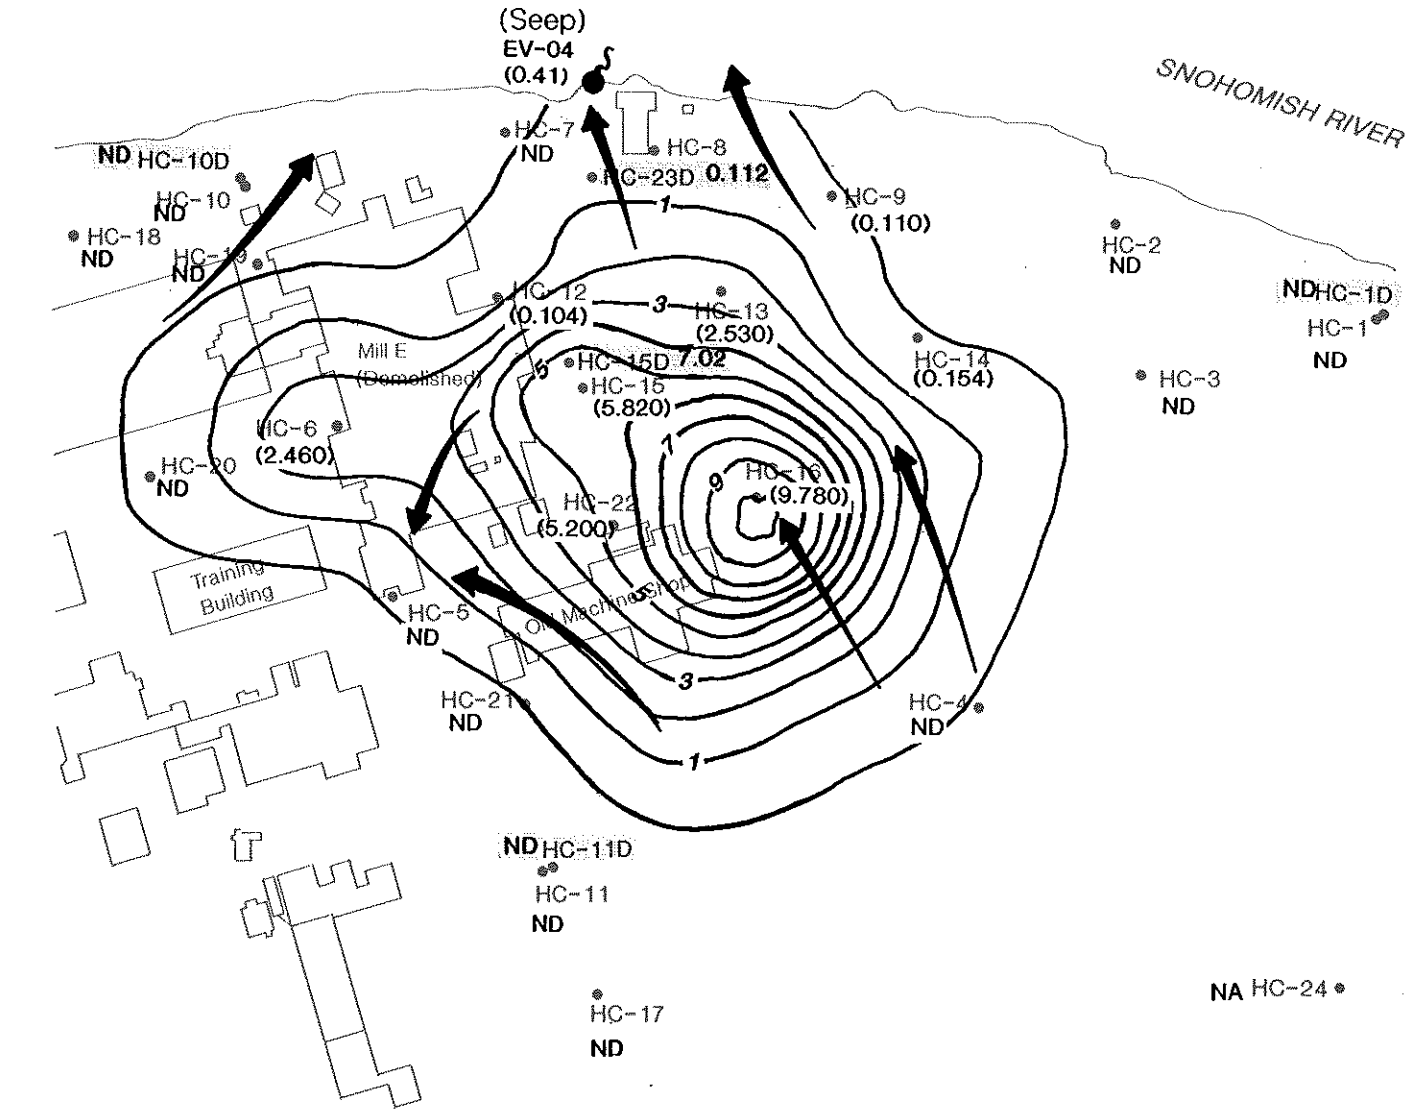 (Seep)
EV-04
(0.41)
SNOHOMISH RIVER
HC-7
ND
ND HC-10D
HC-10
ND
HC-8
HC-23D 0.112
HC-9
(0.110)
HC-18
ND
HC-19
ND
1
HC-2
ND
ND HC-1D
HC-1
ND
HC-12
(0.104)
3
HC-13
(2.530)
Mill E
(Demolished)
5
HC-15D 7.02
HC-15
(5.820)
HC-14
(0.154)
HC-3
ND
HC-6
(2.460)
7
HC-20
ND
9
HC-16
(9.780)
HC-22
(5.200)
Training
Building
HC-5
ND
Old Machine Shop
5
3
HC-21
ND
HC-4
ND
1
ND HC-11D
HC-11
ND
HC-17
ND
NA HC-24